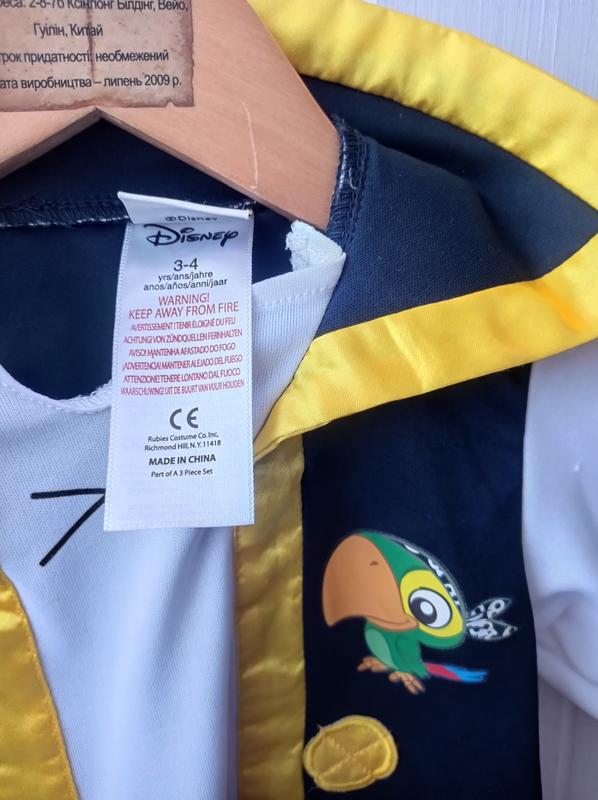 еса: 2-8-76 Ксінлонг Білдінг, Вейо,
Гуілін, Китай
рок придатності: необмежений
ата виробництва – липень 2009 р.
©Disney
Disney
3-4
yrs/ans/jahre
anos/años/anni/jaar
WARNING!
KEEP AWAY FROM FIRE
AVERTISSEMENT!TENIR ÉLOIGNÉ DU FEU
ACHTUNG! VON ZÜNDQUELLEN FERNHALTEN
AVISO! MANTENHA AFASTADO DO FOGO
¡ADVERTENCIA! MANTENER ALEJADO DEL FUEGO
ATTENZIONE!TENERE LONTANO DAL FUOCO
WAARSCHUWING! UIT DE BUURT VAN VUUR HOUDEN
CE
Rubies Costume Co. Inc.
Richmond Hill, N.Y. 11418
MADE IN CHINA
Part of A 3 Piece Set